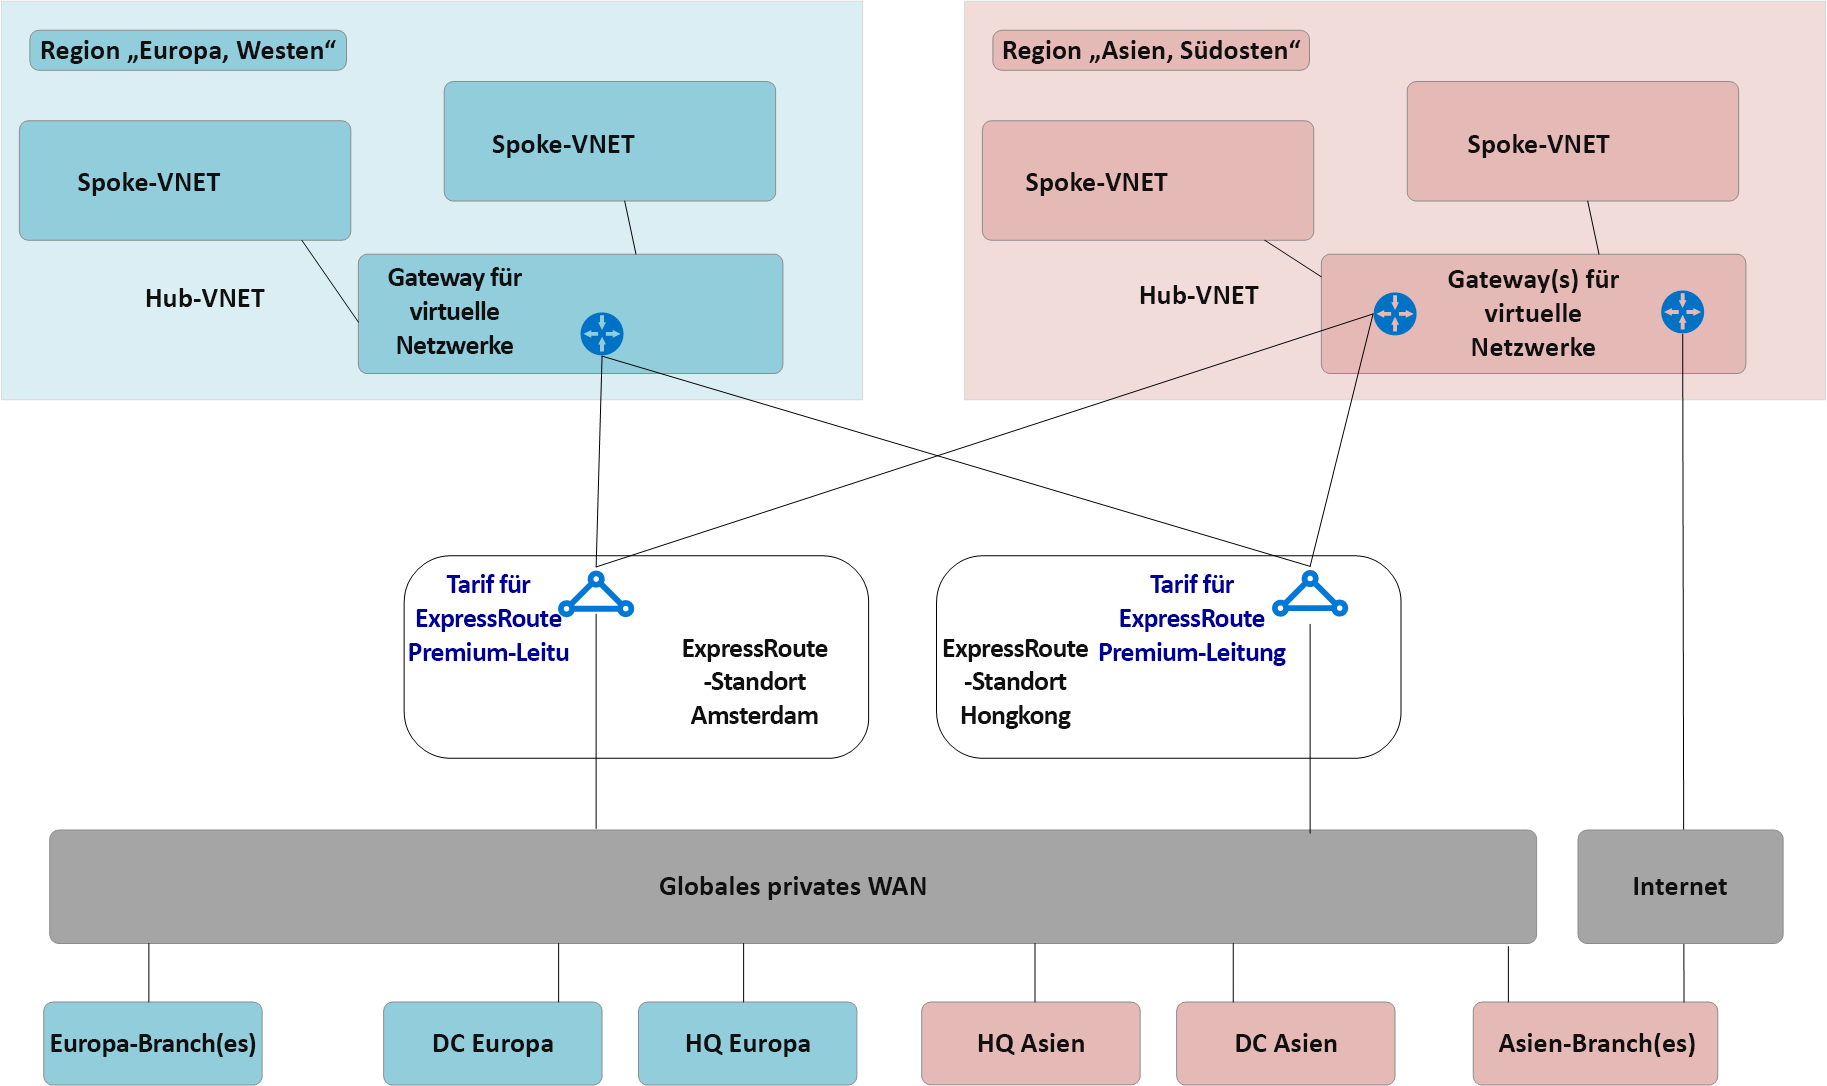 Region „Europa, Westen“
Region „Asien, Südosten“
Spoke-VNET
Spoke-VNET
Spoke-VNET
Spoke-VNET
Hub-VNET
Gateway für
virtuelle
Netzwerke
Hub-VNET
Gateway(s) für
virtuelle
Netzwerke
Tarif für
ExpressRoute
Premium-Leitu
ExpressRoute
-Standort
Amsterdam
ExpressRoute
-Standort
Hongkong
Tarif für
ExpressRoute
Premium-Leitung
Globales privates WAN
Internet
Europa-Branch(es)
DC Europa
HQ Europa
HQ Asien
DC Asien
Asien-Branch(es)